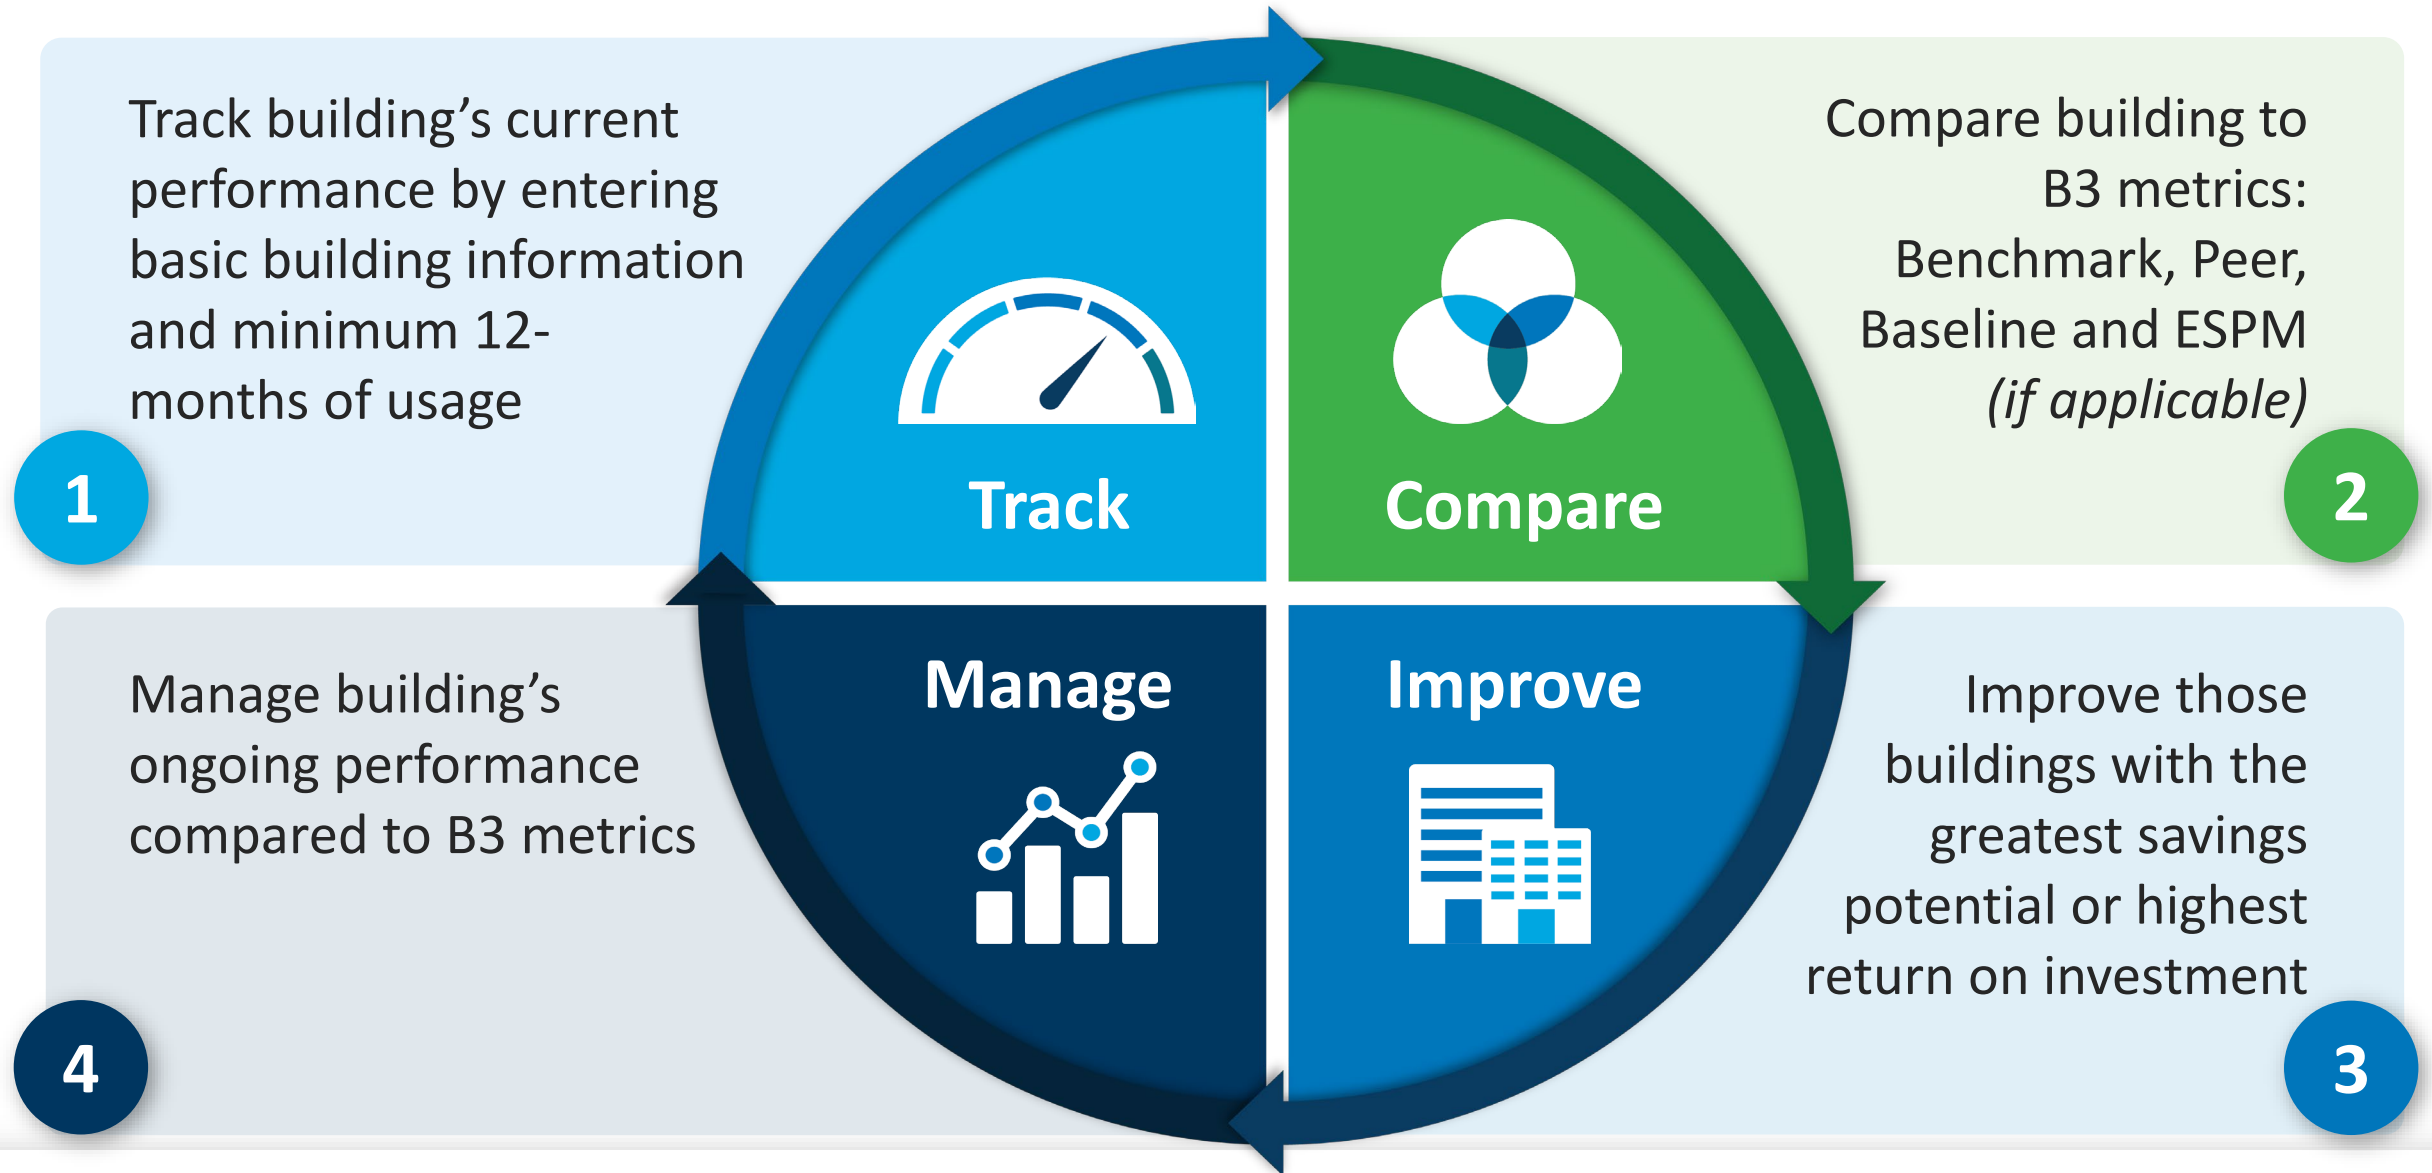 Track building’s current
performance by entering
basic building information
and minimum 12-
months of usage
1
Track
Compare
Compare building to
B3 metrics:
Benchmark, Peer,
Baseline and ESPM
(if applicable)
2
Improve
Improve those
buildings with the
greatest savings
potential or highest
return on investment
3
Manage
Manage building’s
ongoing performance
compared to B3 metrics
4